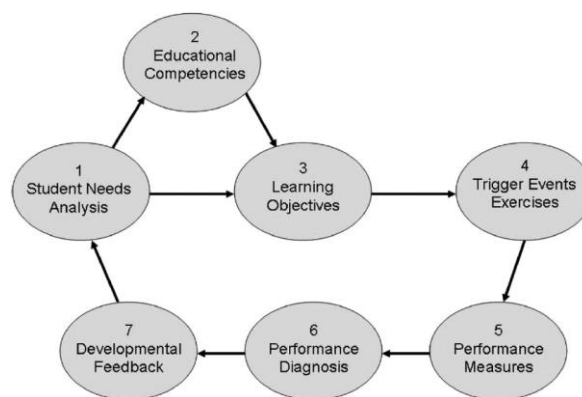 2
Educational
Competencies
1
Student Needs
Analysis
3
Learning
Objectives
4
Trigger Events
Exercises
7
Developmental
Feedback
6
Performance
Diagnosis
5
Performance
Measures